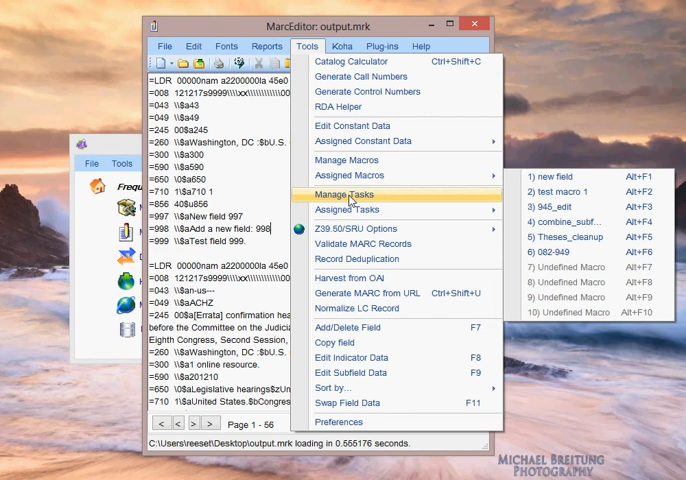 MarcEditor: output.mrk
File Edit Fonts Reports Tools Koha Plug-ins Help
File Tools
=LDR 00000nam a2200000la 45e0
=008 121217s9999\\\\xx\\\\\\\\\\\\00
=043 \\$a43
=049 \\$a49
=245 00$a245
=260 \\$aWashington, DC :$bU.S.
=300 \\$a300
=590 \\$a590
=650 \0$a650
=710 1\$a710 1
=856 40$u856
=997 \\$aNew field 997
=998 \\$aAdd a new field: 998
=999 \\$aTest field 999.
=LDR 00000nam a2200000la 45e0
=008 121217s9999\\\\xx\\\\\\\\\\\\00
=043 \\$an-us---
=049 \\$aACHZ
=245 00$a[Errata] confirmation hea
before the Committee on the Judicia
Eighth Congress, Second Session,
=260 \\$aWashington, DC :$bU.S.
=300 \\$a1 online resource.
=590 \\$a201210
=650 \0$aLegislative hearings$zUn
=710 1\$aUnited States.$bCongres
Page 1 - 56
C:\Users\reeset\Desktop\output.mrk loading in 0.555176 seconds.
Catalog Calculator Ctrl+Shift+C
Generate Call Numbers
Generate Control Numbers
RDA Helper
Edit Constant Data
Assigned Constant Data
Manage Macros
Assigned Macros
Manage Tasks
Assigned Tasks
Z39.50/SRU Options
Validate MARC Records
Record Deduplication
Harvest from OAI
Generate MARC from URL Ctrl+Shift+U
Normalize LC Record
Add/Delete Field F7
Copy field
Edit Indicator Data F8
Edit Subfield Data F9
Sort by...
Swap Field Data F11
Preferences
1) new field Alt+F1
2) test macro 1 Alt+F2
3) 945_edit Alt+F3
4) combine_subf... Alt+F4
5) Theses_cleanup Alt+F5
6) 082-949 Alt+F6
7) Undefined Macro Alt+F7
8) Undefined Macro Alt+F8
9) Undefined Macro Alt+F9
10) Undefined Macro Alt+F10
MICHAEL BREITUNG
PHOTOGRAPHY